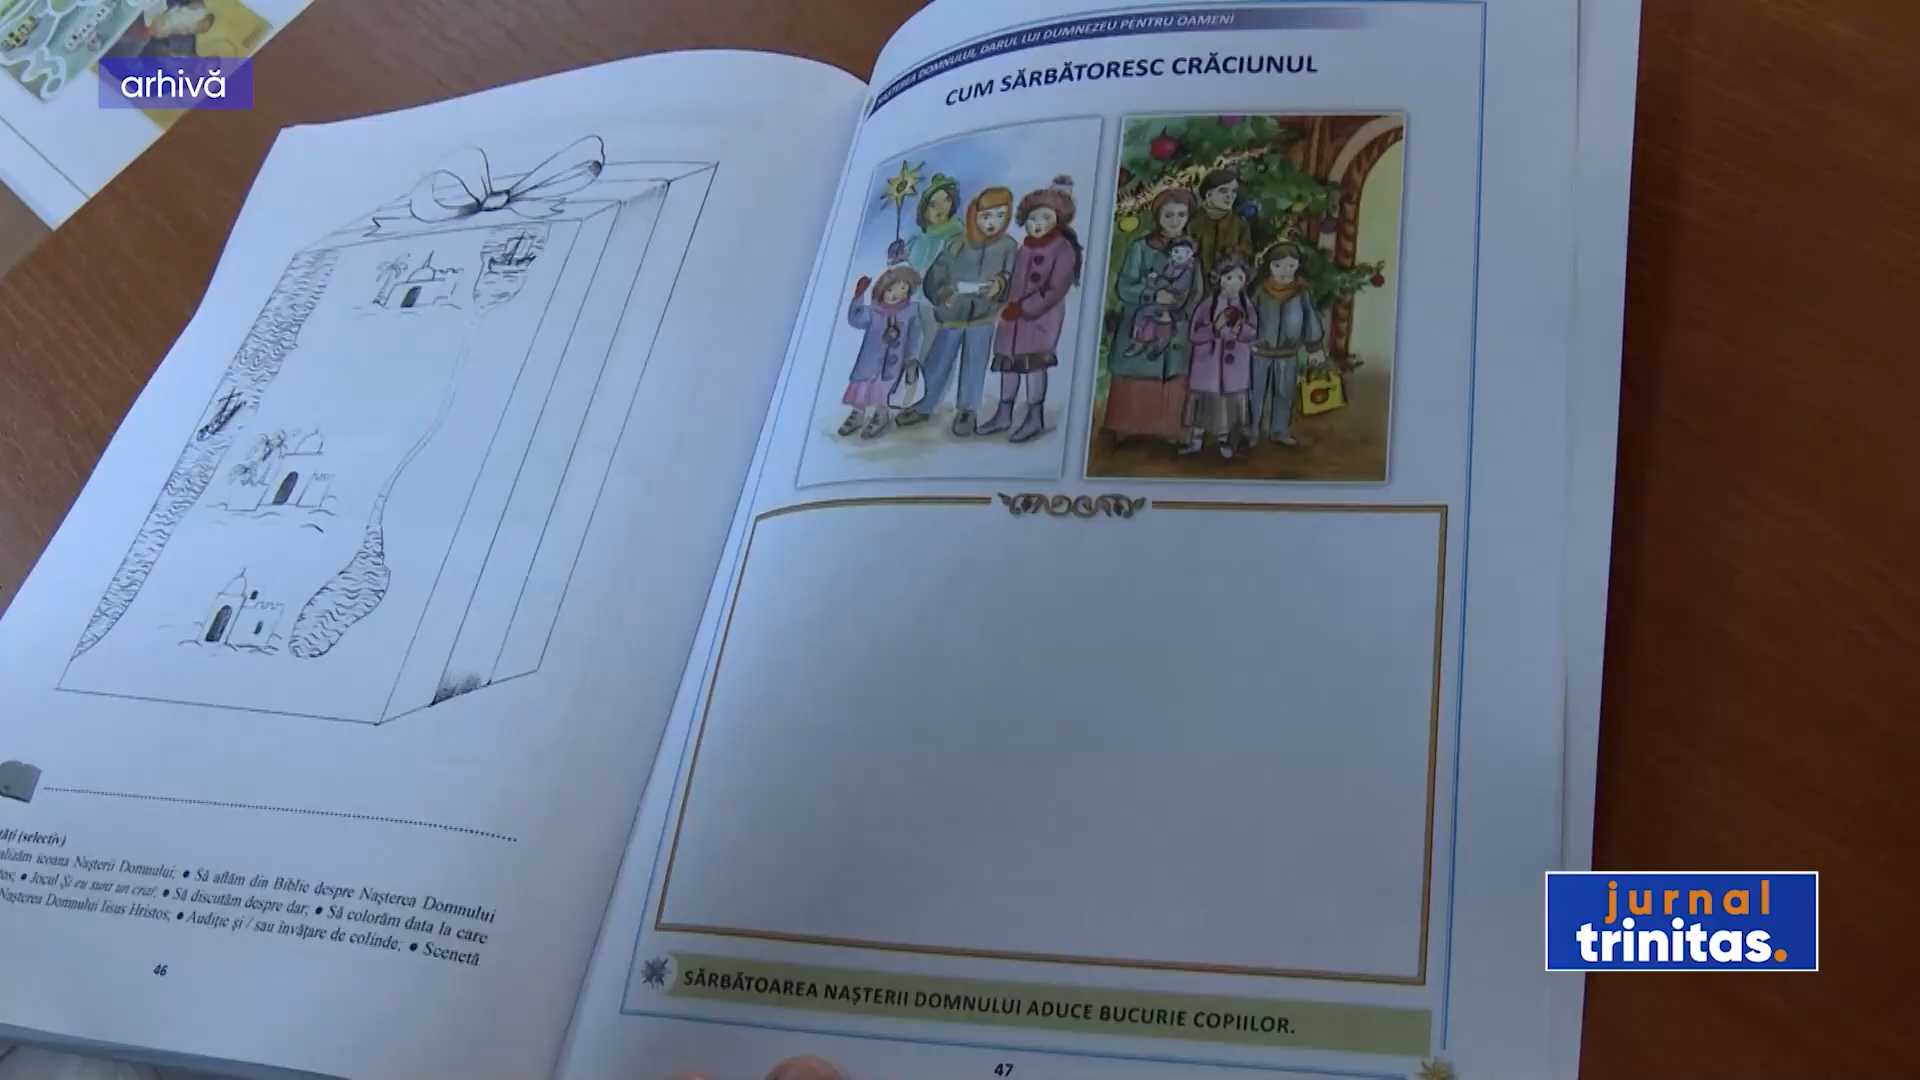 arhivă
ăți (selectiv)
alizăm icoana Nașterii Domnului; ● Să aflăm din Biblie despre Nașterea Domnului
tos; ● Jocul Și eu sunt un crai; ● Să discutăm despre dar; ● Să colorăm data la care
Nașterea Domnului Iisus Hristos; ● Audiție și / sau învățare de colinde; ● Scenetă
46
NAȘTEREA DOMNULUI, DARUL LUI DUMNEZEU PENTRU OAMENI
CUM SĂRBĂTORESC CRĂCIUNUL
SĂRBĂTOAREA NAȘTERII DOMNULUI ADUCE BUCURIE COPIILOR.
47
jurnal
trinitas.